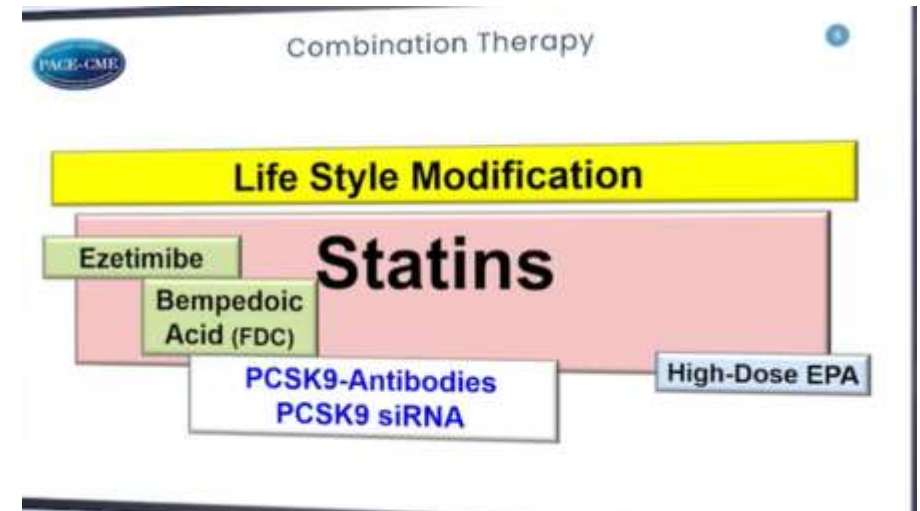 PACE-CME
Combination Therapy
Life Style Modification
Statins
Ezetimibe
Bempedoic
Acid (FDC)
PCSK9-Antibodies
PCSK9 siRNA
High-Dose EPA